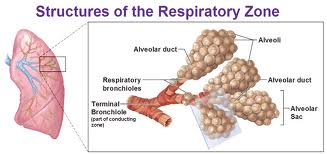 Structures of the Respiratory Zone
Alveoli
Alveolar duct
Respiratory
bronchioles
Alveolar duct
Terminal
Bronchiole
(part of conducting
zone)
Alveolar
Sac